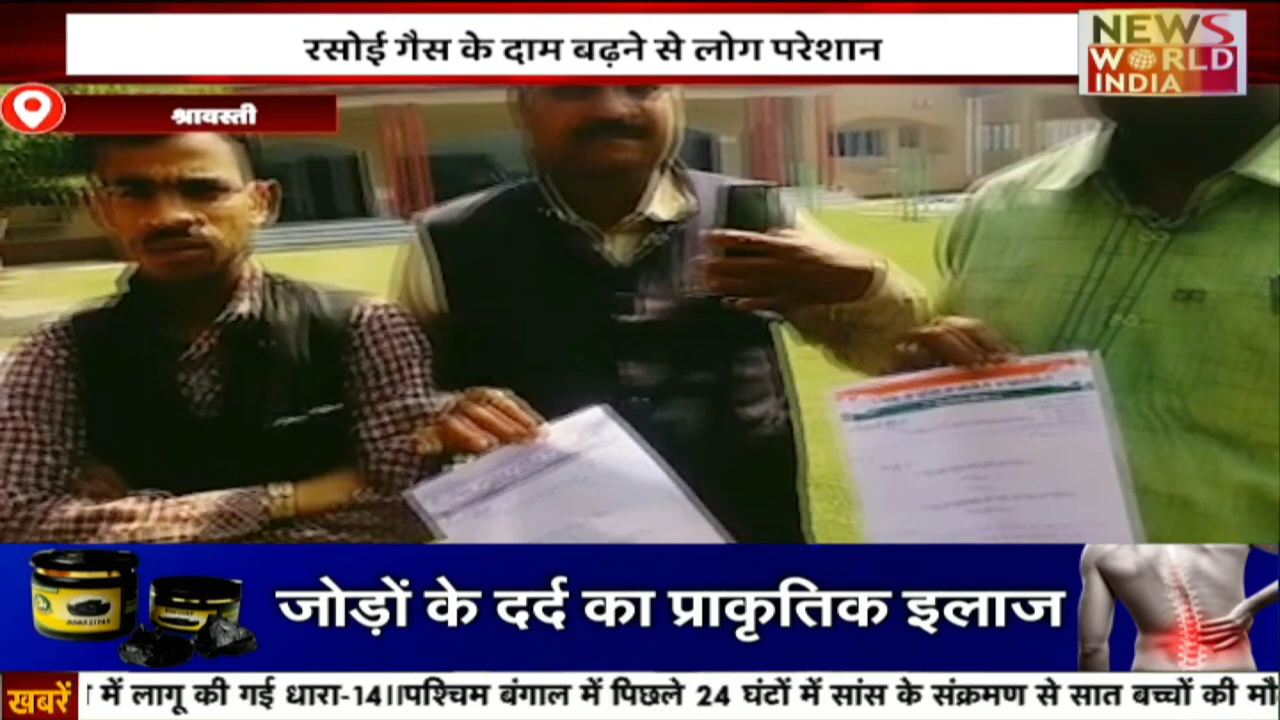 रसोई गैस के दाम बढ़ने से लोग परेशान
NEWS
WORLD
INDIA
श्रावस्ती
जोड़ों के दर्द का प्राकृतिक इलाज
खबरें
में लागू की गई धारा-14||पश्चिम बंगाल में पिछले 24 घंटों में सांस के संक्रमण से सात बच्चों की मौ